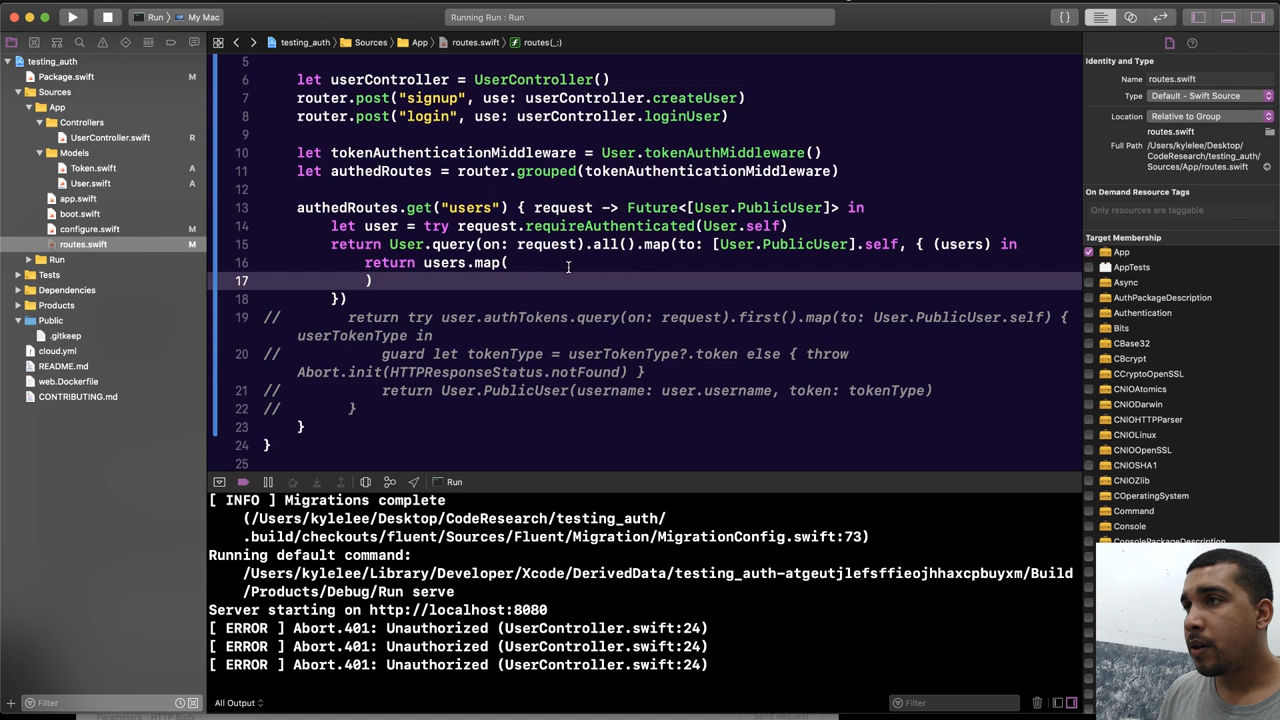 Run
My Mac
Running Run : Run
testing_auth
Sources
App
routes.swift
routes(_:)
testing_auth
Package.swift M
Sources
App
Controllers
UserController.swift R
Models
Token.swift A
User.swift A
app.swift
boot.swift
configure.swift M
routes.swift M
Run
Tests
Dependencies
Products
Public
.gitkeep
cloud.yml
README.md
web.Dockerfile
CONTRIBUTING.md
Filter
5
6 let userController = UserController()
7 router.post("signup", use: userController.createUser)
8 router.post("login", use: userController.loginUser)
9
10 let tokenAuthenticationMiddleware = User.tokenAuthMiddleware()
11 let authedRoutes = router.grouped(tokenAuthenticationMiddleware)
12
13 authedRoutes.get("users") { request -> Future<[User.PublicUser]> in
14 let user = try request.requireAuthenticated(User.self)
15 return User.query(on: request).all().map(to: [User.PublicUser].self, { (users) in
16 return users.map(
17 )
18 })
19 // return try user.authTokens.query(on: request).first().map(to: User.PublicUser.self) {
userTokenType in
20 // guard let tokenType = userTokenType?.token else { throw
Abort.init(HTTPResponseStatus.notFound) }
21 // return User.PublicUser(username: user.username, token: tokenType)
22 // }
23 }
24 }
25
Run
[ INFO ] Migrations complete
(/Users/kylelee/Desktop/CodeResearch/testing_auth/
.build/checkouts/fluent/Sources/Fluent/Migration/MigrationConfig.swift:73)
Running default command:
/Users/kylelee/Library/Developer/Xcode/DerivedData/testing_auth-atgeutjlefsffieojhhaxcpbuyxm/Build
/Products/Debug/Run serve
Server starting on http://localhost:8080
[ ERROR ] Abort.401: Unauthorized (UserController.swift:24)
[ ERROR ] Abort.401: Unauthorized (UserController.swift:24)
[ ERROR ] Abort.401: Unauthorized (UserController.swift:24)
All Output
Filter
Identity and Type
Name routes.swift
Type Default - Swift Source
Location Relative to Group
routes.swift
Full Path /Users/kylelee/Desktop/
CodeResearch/testing_auth/
Sources/App/routes.swift
On Demand Resource Tags
Only resources are taggable
Target Membership
App
AppTests
Async
AuthPackageDescription
Authentication
Bits
CBase32
CBcrypt
CCryptoOpenSSL
CNIOAtomics
CNIODarwin
CNIOHTTPParser
CNIOLinux
CNIOOpenSSL
CNIOSHA1
CNIOZlib
COperatingSystem
Command
Console
ConsolePackageDescription